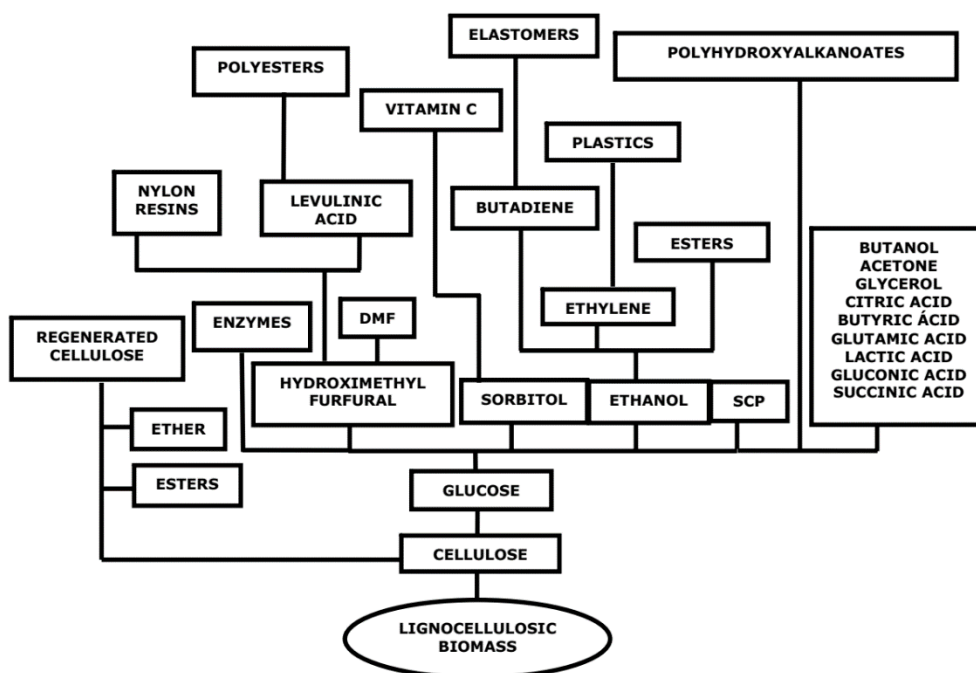 ELASTOMERS
POLYHYDROXYALKANOATES
POLYESTERS
VITAMIN C
PLASTICS
NYLON
RESINS
LEVULINIC
ACID
BUTADIENE
ESTERS
BUTANOL
ACETONE
GLYCEROL
CITRIC ACID
BUTYRIC ÁCID
GLUTAMIC ACID
LACTIC ACID
GLUCONIC ACID
SUCCINIC ACID
ETHYLENE
REGENERATED
CELLULOSE
ENZYMES
DMF
HYDROXIMETHYL
FURFURAL
SORBITOL
ETHANOL
SCP
ETHER
ESTERS
GLUCOSE
CELLULOSE
LIGNOCELLULOSIC
BIOMASS